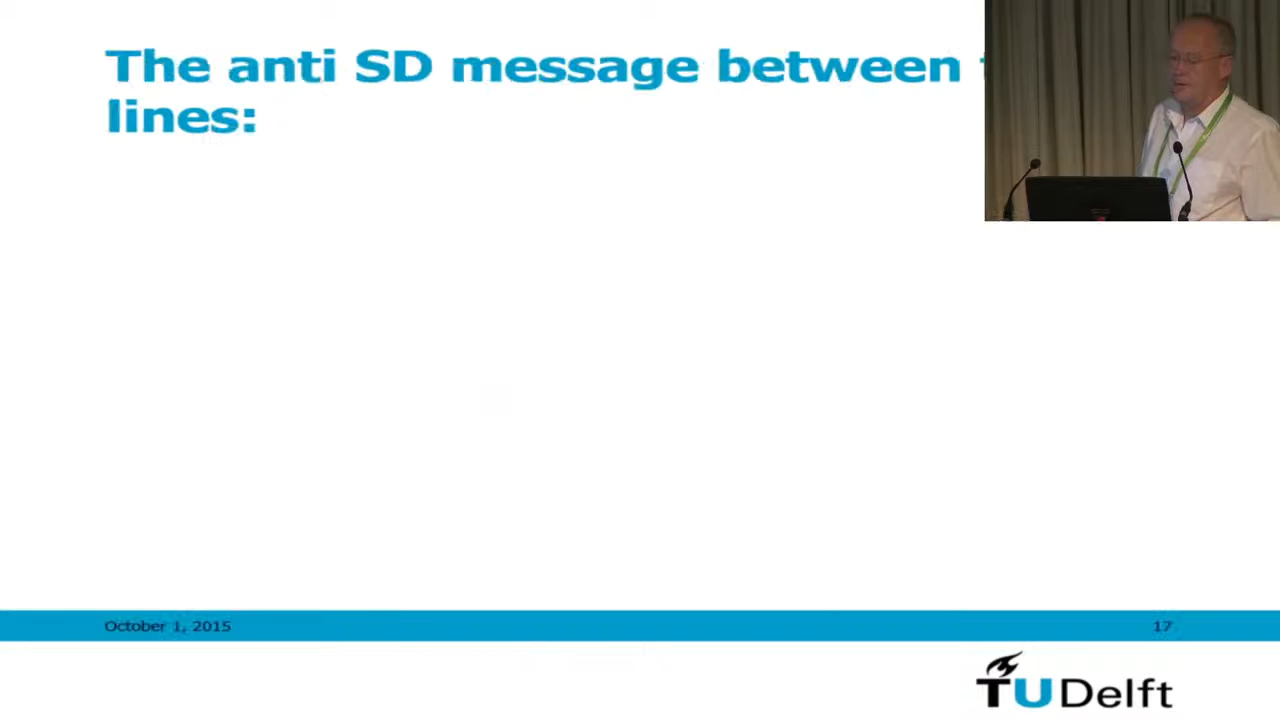 The anti SD message between
lines:
October 1, 2015
17
TU Delft